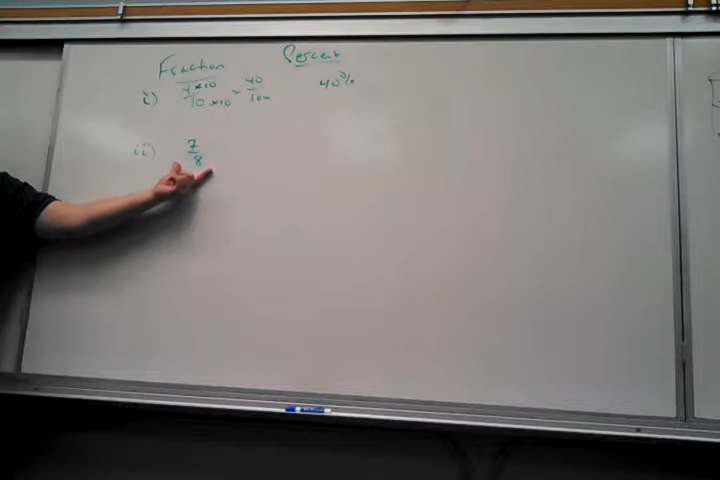 Fraction Percent
i) 4×10/10×10 = 40/100 40%
ii) 7/8